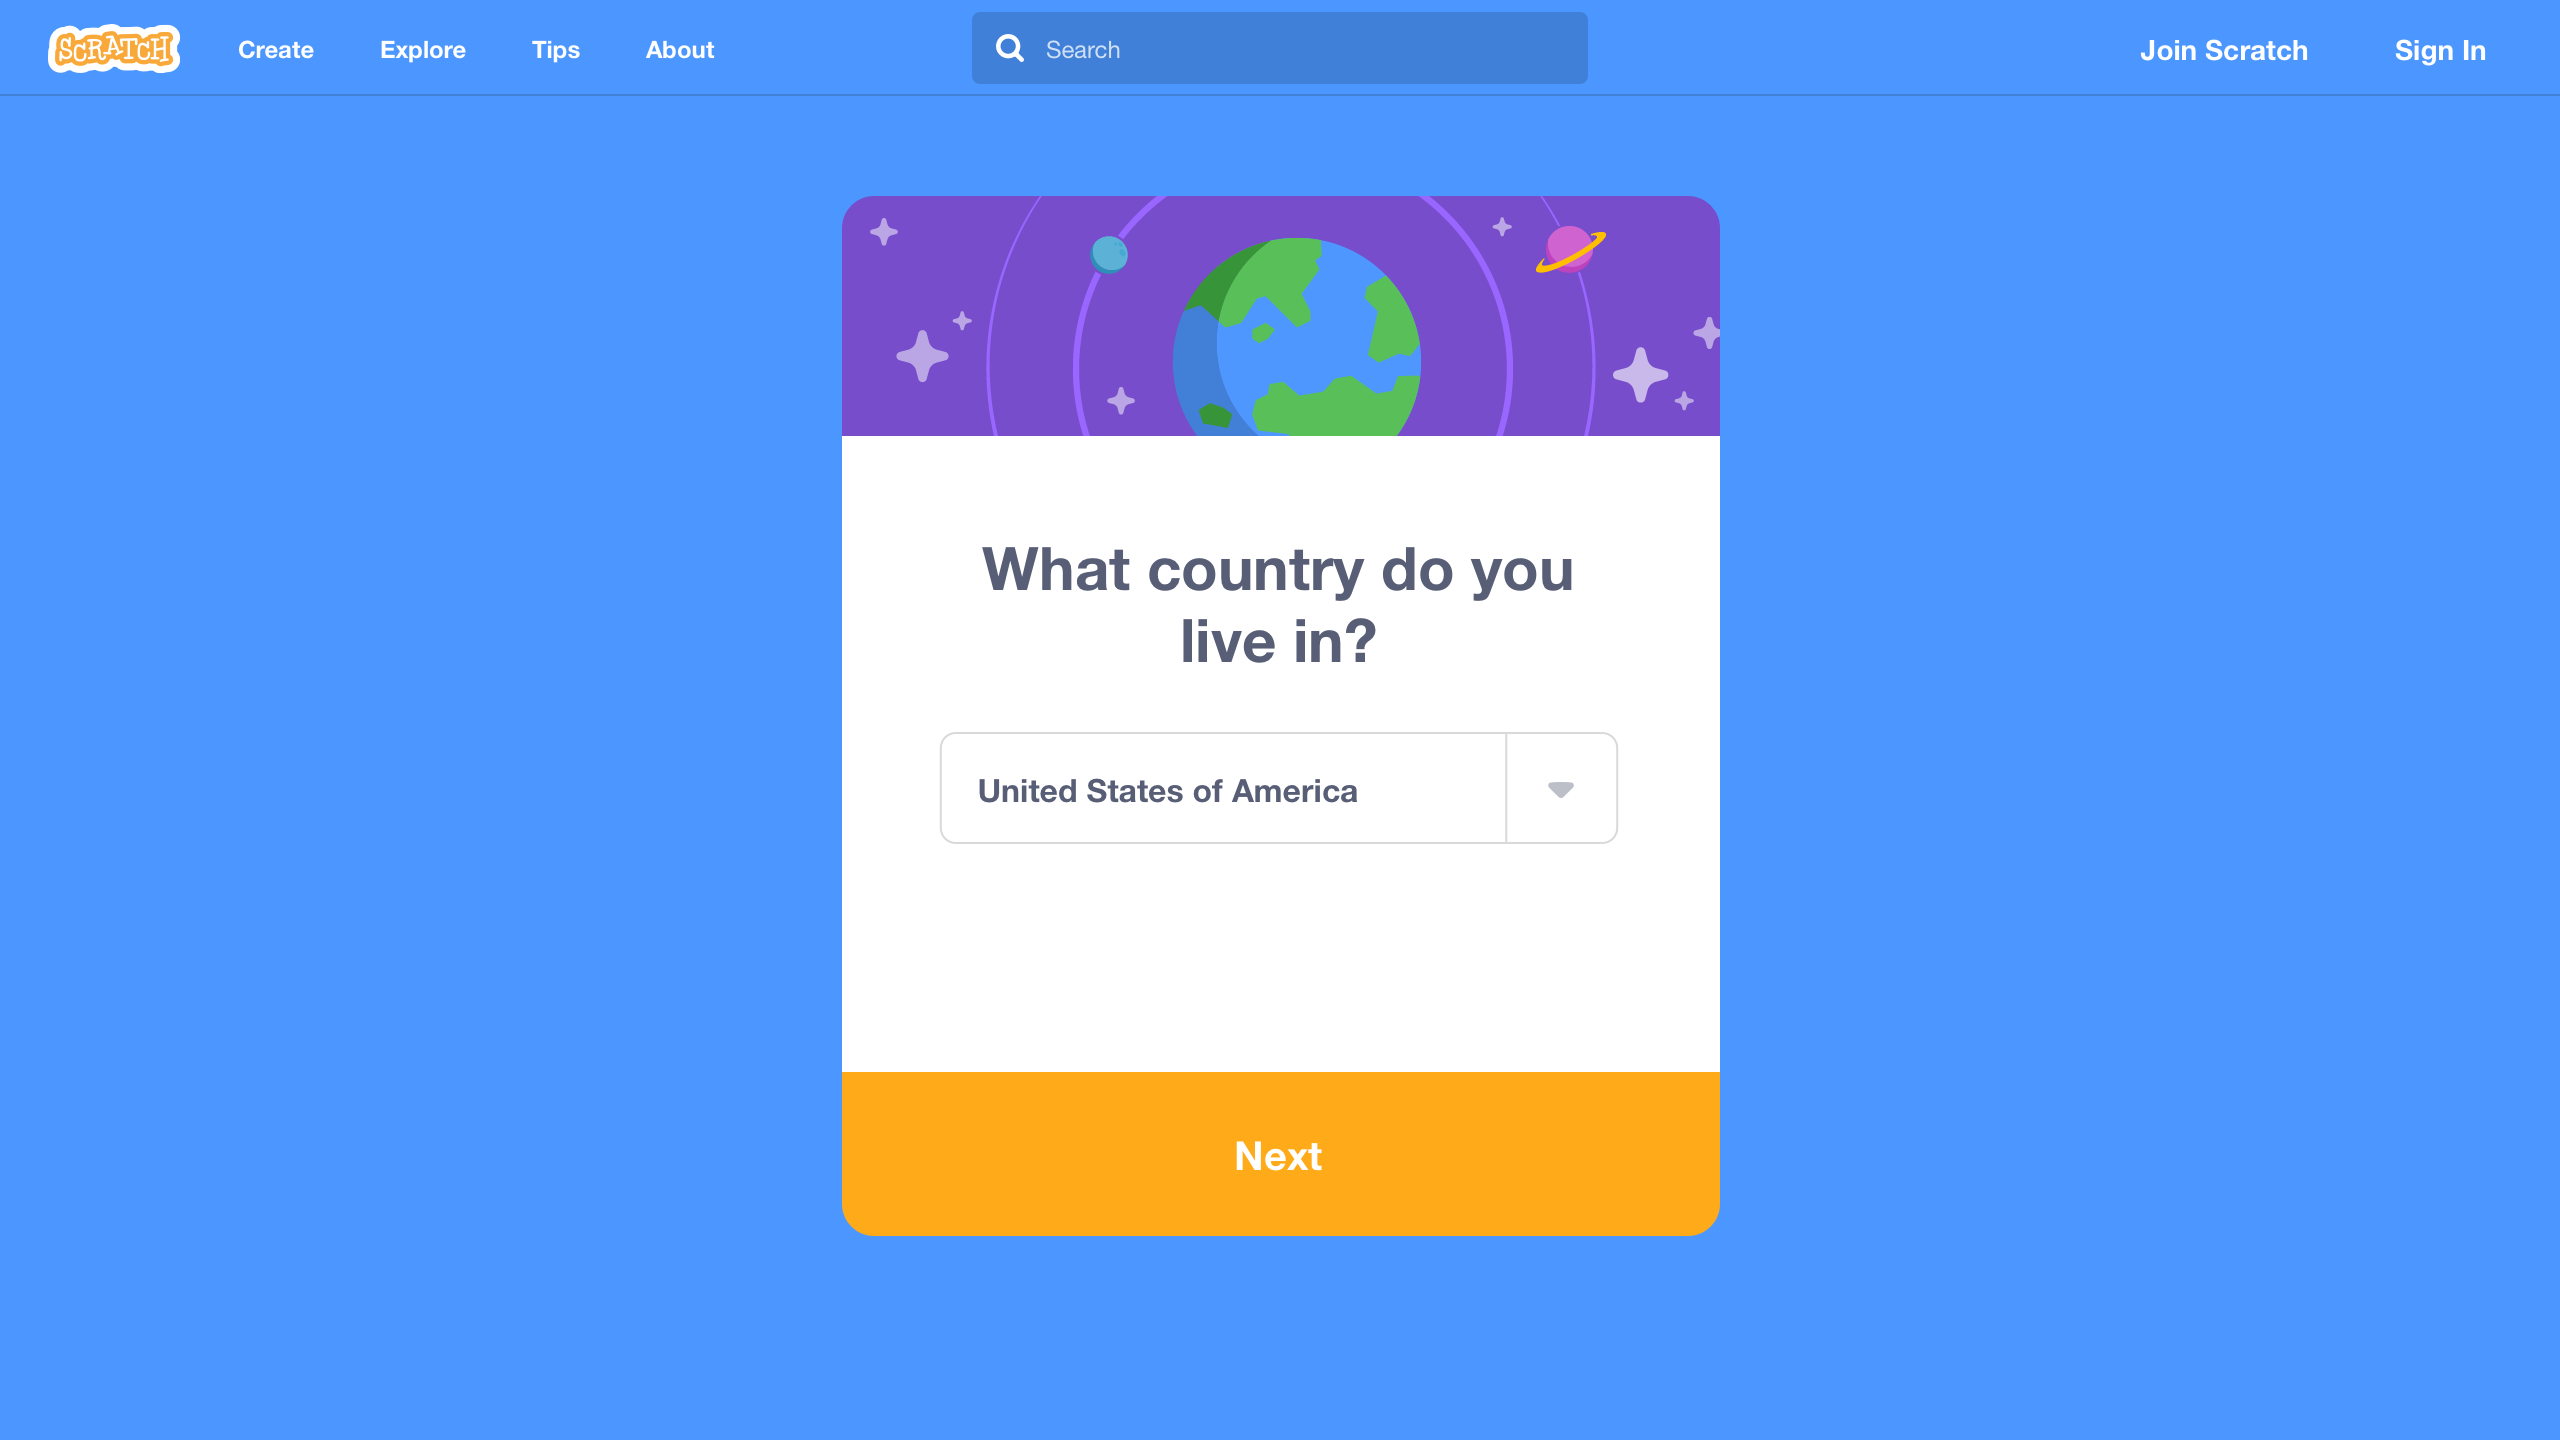 SCRATCH
Create
Explore
Tips
About
Search
Join Scratch
Sign In
What country do you
live in?
United States of America
Next